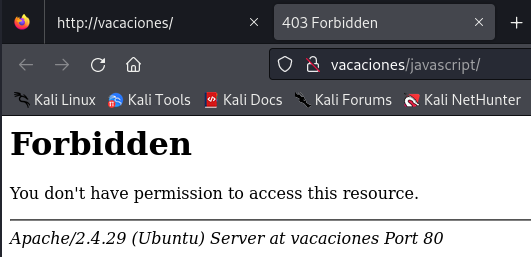 http://vacaciones/
403 Forbidden
vacaciones/javascript/
Kali Linux Kali Tools Kali Docs Kali Forums Kali NetHunter
Forbidden
You don't have permission to access this resource.
Apache/2.4.29 (Ubuntu) Server at vacaciones Port 80